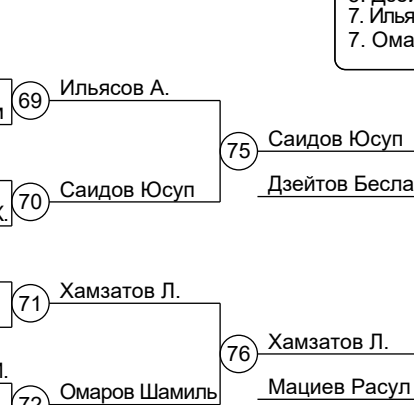 7. Илья
7. Ома
69 Ильясов А.
75 Саидов Юсуп
70 Саидов Юсуп
Дзейтов Бесла
71 Хамзатов Л.
76 Хамзатов Л.
72 Омаров Шамиль
Мациев Расул